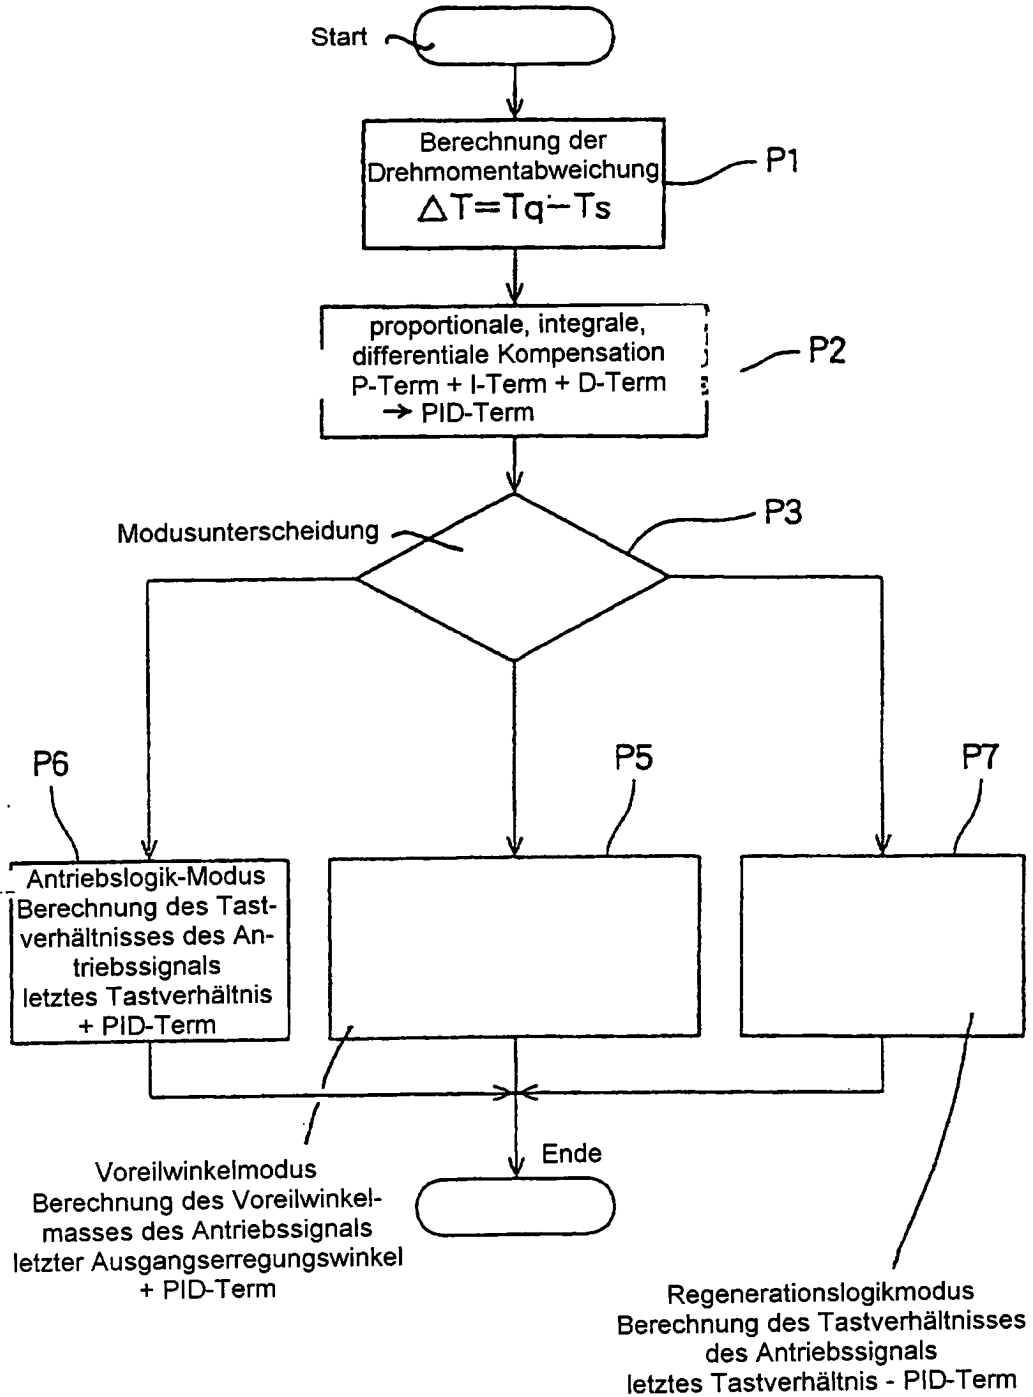 Start
Berechnung der
Drehmomentabweichung
△T=Tq-Ts
P1
proportionale, integrale,
differentiale Kompensation
P-Term + I-Term + D-Term
→ PID-Term
P2
Modusunterscheidung
P3
P6
P5
P7
Antriebslogik-Modus
Berechnung des Tast-
verhältnisses des An-
triebssignals
letztes Tastverhältnis
+ PID-Term
Ende
Voreilwinkelmodus
Berechnung des Voreilwinkel-
masses des Antriebssignals
letzter Ausgangserregungswinkel
+ PID-Term
Regenerationslogikmodus
Berechnung des Tastverhältnisses
des Antriebssignals
letztes Tastverhältnis - PID-Term